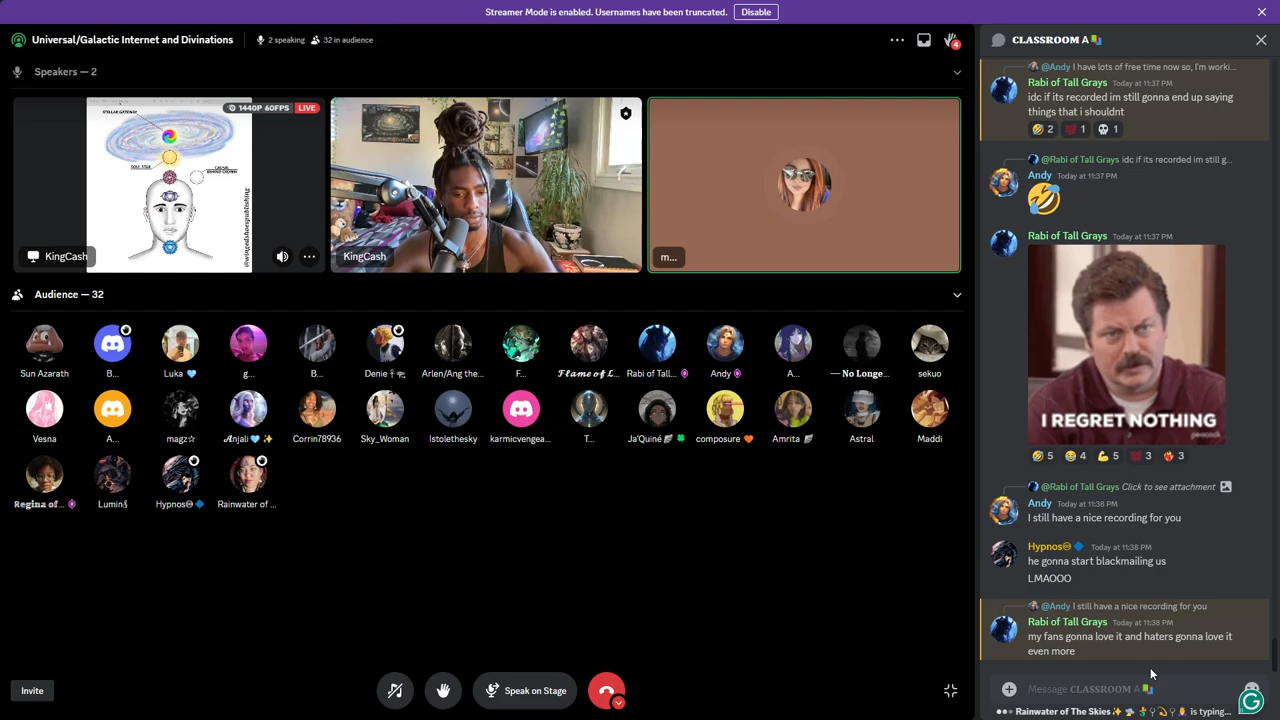 Streamer Mode is enabled. Usernames have been truncated. Disable
Universal/Galactic Internet and Divinations
2 speaking 32 in audience
4
Speakers — 2
1440P 60FPS LIVE
STELLAR GATEWAY
SOUL STAR
CAUSAL
BEHIND CROWN
@wingedshoespublishing
KingCash
KingCash
m...
Audience — 32
Sun Azarath B... Luka g... B... Denie Arlen/Ang the... F... Flame of L... Rabi of Tall... Andy A... — No Longe... sekuo
Vesna A... magz☆ Anjali Corrin78936 Sky_Woman Istolethesky karmicvengea... T... Ja'Quiné composure Amrita Astral Maddi
Regina of... Lumin§ Hypnos♾ Rainwater of ...
Invite
Speak on Stage
CLASSROOM A
@Andy I have lots of free time now so, I'm worki...
Rabi of Tall Grays Today at 11:37 PM
idc if its recorded im still gonna end up saying
things that i shouldnt
2 1 1
@Rabi of Tall Grays idc if its recorded im still g...
Andy Today at 11:37 PM
Rabi of Tall Grays Today at 11:37 PM
I REGRET NOTHING
peacock
5 4 5 3 3
@Rabi of Tall Grays Click to see attachment
Andy Today at 11:38 PM
I still have a nice recording for you
Hypnos♾ Today at 11:38 PM
he gonna start blackmailing us
LMAOOO
@Andy I still have a nice recording for you
Rabi of Tall Grays Today at 11:38 PM
my fans gonna love it and haters gonna love it
even more
Message CLASSROOM A
Rainwater of The Skies is typing...